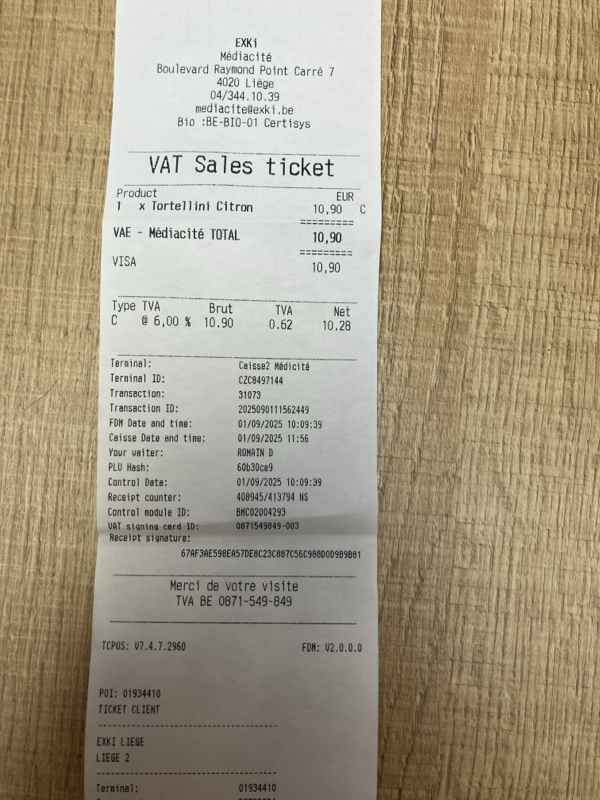 EXKi
Médiacité
Boulevard Raymond Point Carré 7
4020 Liège
04/344.10.39
mediacite@exki.be
Bio :BE-BIO-01 Certisys
VAT Sales ticket
Product EUR
1 x Tortellini Citron 10,90 C
=========
VAE - Médiacité TOTAL 10,90
=========
VISA 10,90
Type TVA Brut TVA Net
C @ 6,00 % 10.90 0.62 10.28
Terminal: Caisse2 Médicité
Terminal ID: CZC8497144
Transaction: 31073
Transaction ID: 2025090111562449
FDM Date and time: 01/09/2025 10:09:39
Caisse Date and time: 01/09/2025 11:56
Your waiter: ROMAIN D
PLU Hash: 60b30ce9
Control Data: 01/09/2025 10:09:39
Receipt counter: 408945/413794 NS
Control module ID: BMC02004293
VAT signing card ID: 0871549849-003
Receipt signature:
67AF3AE598EA57DE8C23C887C56C988D0D9B9B81
Merci de votre visite
TVA BE 0871-549-849
TCPOS: V7.4.7.2960 FDM: V2.0.0.0
POI: 01934410
TICKET CLIENT
EXKI LIEGE
LIEGE 2
Terminal: 01934410